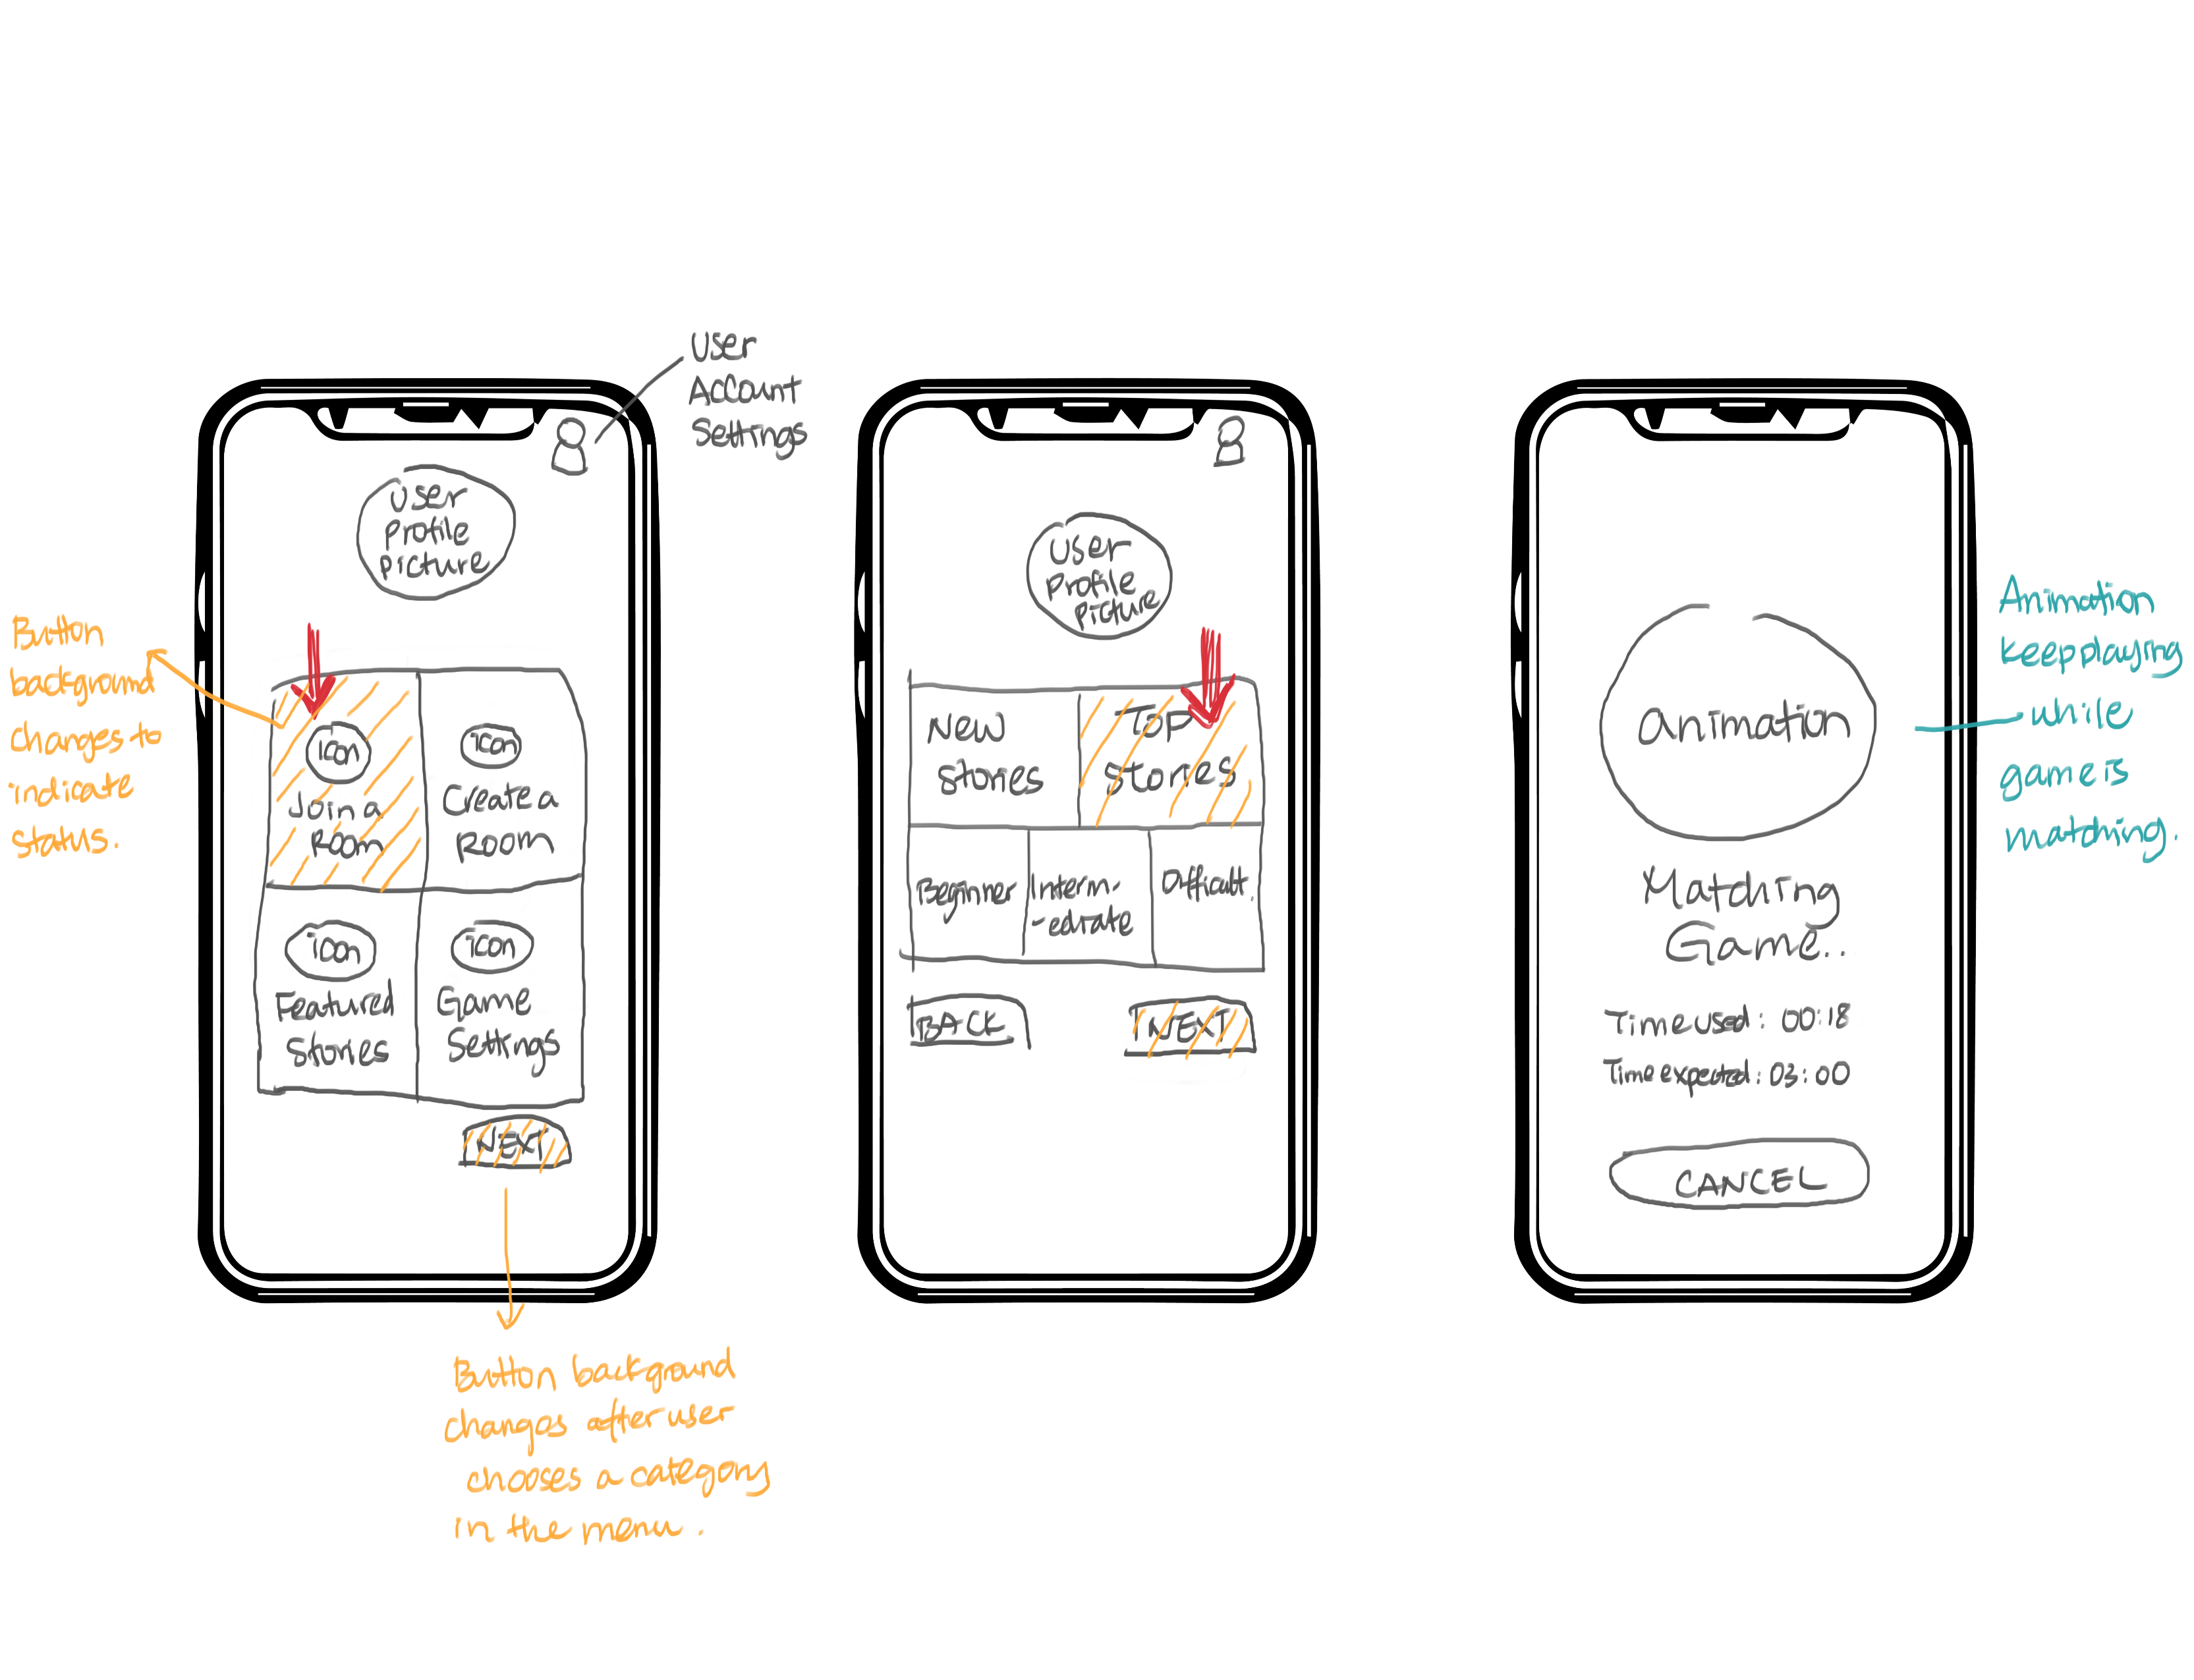 User
Account
Settings
User
Profile
Picture
Button
background
changes to
indicate
status.
icon
Join a
Room
icon
Create a
Room
icon
Featured
Stories
icon
Game
Settings
NEXT
Button backgound
changes after user
chooses a category
in the menu.
User
Profile
Picture
New
Stories
Top
Stories
Beginner
Interm-
-ediate
Difficult.
BACK
NEXT
Animation
Matching
Game..
Time used: 00:18
Time expected: 03:00
CANCEL
Animation
keep playing
while
game is
matching.